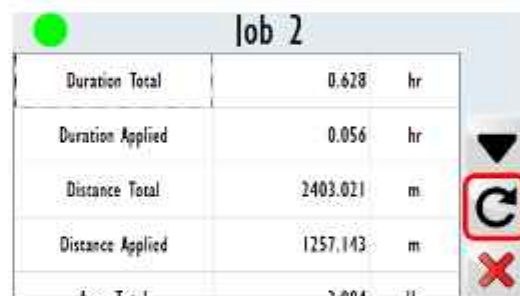 Job 2
Duration Total 0.628 hr
Duration Applied 0.056 hr
Distance Total 2403.021 m
Distance Applied 1257.143 m